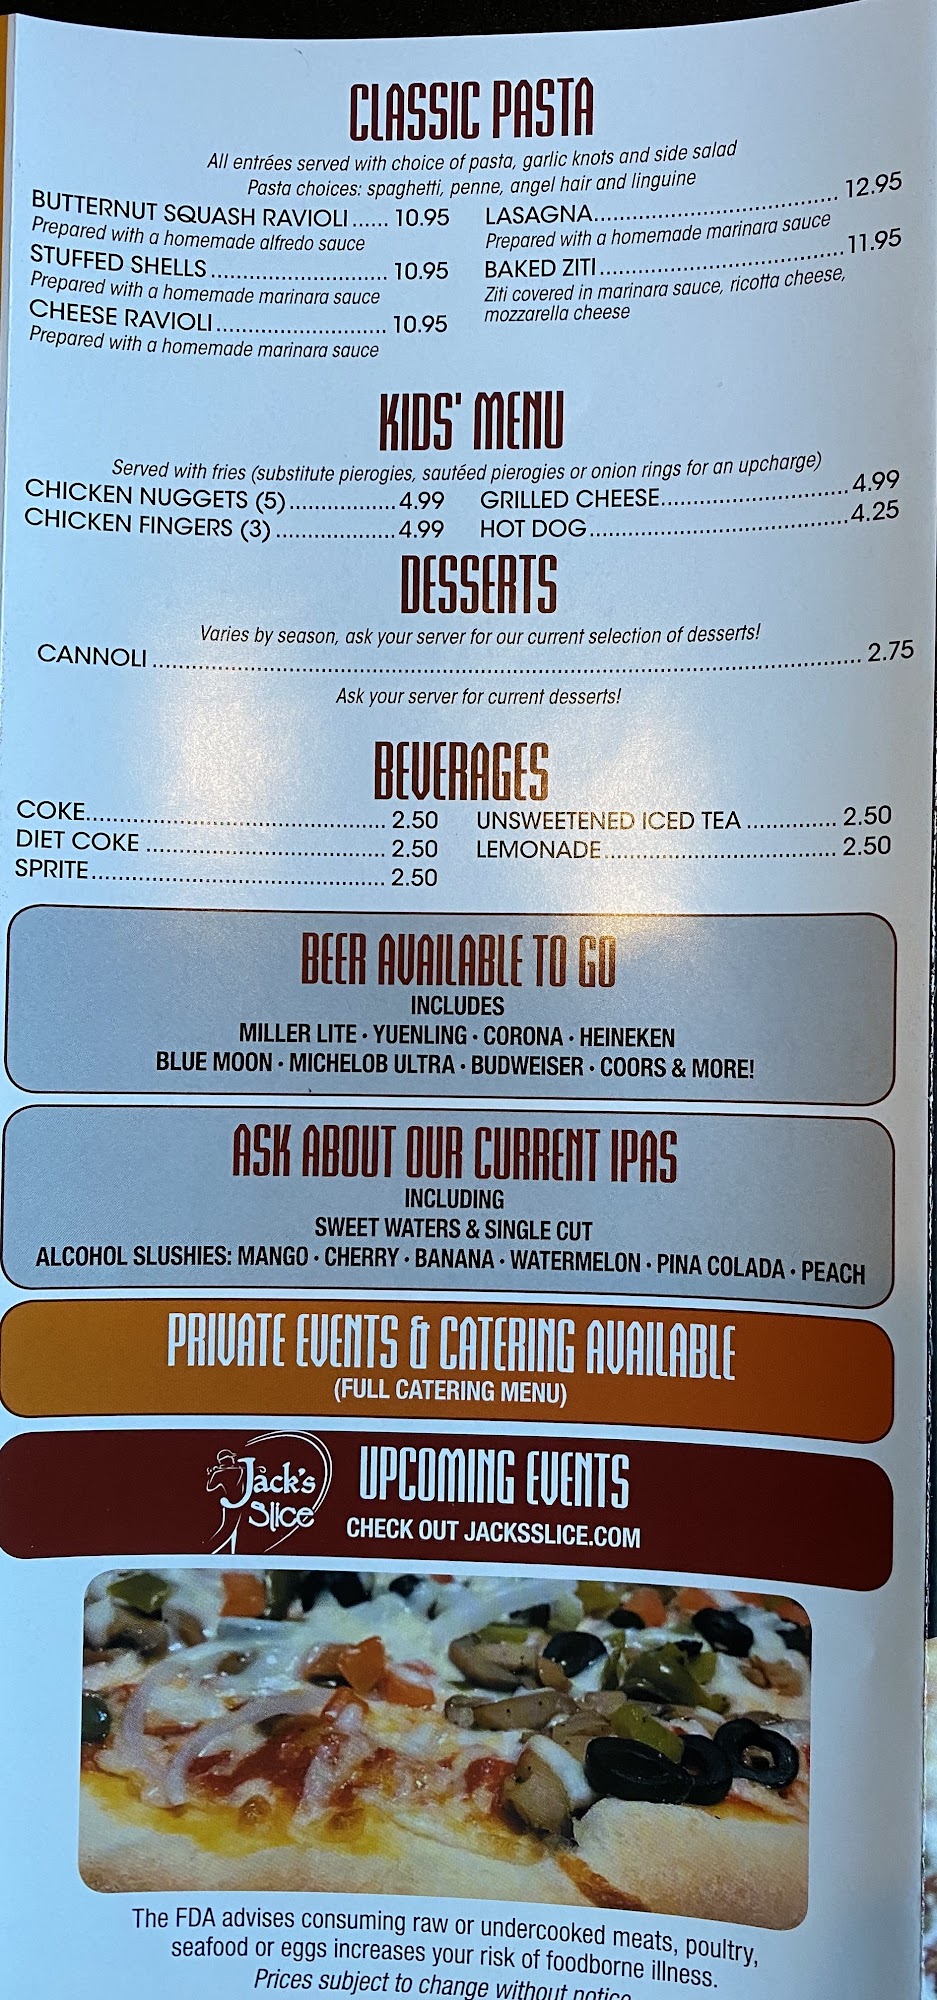 CLASSIC PASTA
All entrées served with choice of pasta, garlic knots and side salad
Pasta choices: spaghetti, penne, angel hair and linguine
BUTTERNUT SQUASH RAVIOLI...... 10.95
Prepared with a homemade alfredo sauce
STUFFED SHELLS............................ 10.95
Prepared with a homemade marinara sauce
CHEESE RAVIOLI........................... 10.95
Prepared with a homemade marinara sauce
LASAGNA...................................... 12.95
Prepared with a homemade marinara sauce
BAKED ZITI......................................11.95
Ziti covered in marinara sauce, ricotta cheese,
mozzarella cheese
KIDS' MENU
Served with fries (substitute pierogies, sautéed pierogies or onion rings for an upcharge)
CHICKEN NUGGETS (5)..................4.99
CHICKEN FINGERS (3)....................4.99
GRILLED CHEESE..............................4.99
HOT DOG..........................................4.25
DESSERTS
Varies by season, ask your server for our current selection of desserts!
CANNOLI.................................................................................................................2.75
Ask your server for current desserts!
BEVERAGES
COKE................................................ 2.50
DIET COKE ...................................... 2.50
SPRITE............................................... 2.50
UNSWEETENED ICED TEA .............. 2.50
LEMONADE..................................... 2.50
BEER AVAILABLE TO GO
INCLUDES
MILLER LITE · YUENLING · CORONA · HEINEKEN
BLUE MOON · MICHELOB ULTRA · BUDWEISER · COORS & MORE!
ASK ABOUT OUR CURRENT IPAS
INCLUDING
SWEET WATERS & SINGLE CUT
ALCOHOL SLUSHIES: MANGO · CHERRY · BANANA · WATERMELON · PINA COLADA · PEACH
PRIVATE EVENTS & CATERING AVAILABLE
(FULL CATERING MENU)
Jack's
Slice
UPCOMING EVENTS
CHECK OUT JACKSSLICE.COM
The FDA advises consuming raw or undercooked meats, poultry,
seafood or eggs increases your risk of foodborne illness.
Prices subject to change without notice